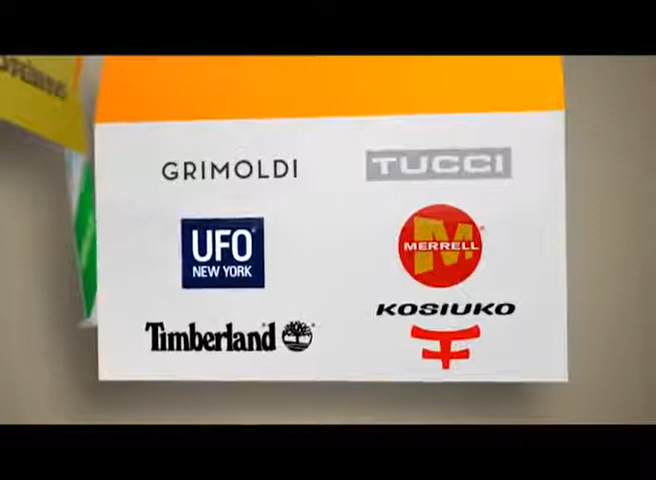 GRIMOLDI
TUCCI
UFO
NEW YORK
MERRELL
Timberland
KOSIUKO